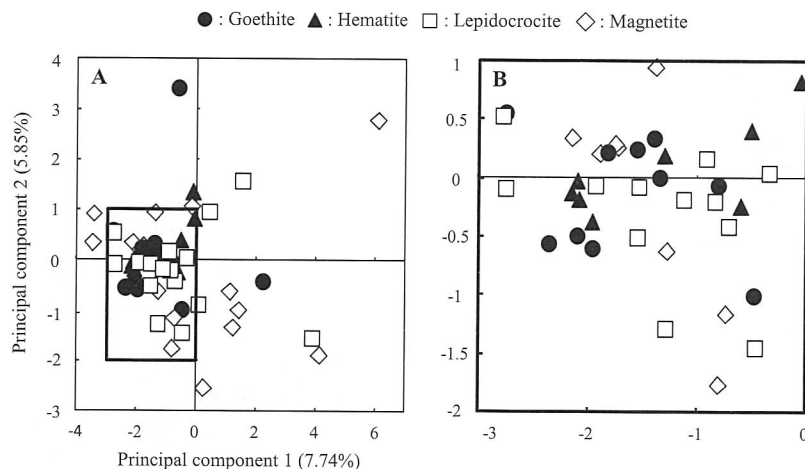 ● : Goethite ▲ : Hematite □ : Lepidocrocite ◇ : Magnetite
A
4
3
2
1
0
-1
-2
-3
-4 -2 0 2 4 6
Principal component 2 (5.85%)
Principal component 1 (7.74%)
B
1
0.5
0
-0.5
-1
-1.5
-2
-3 -2 -1 0